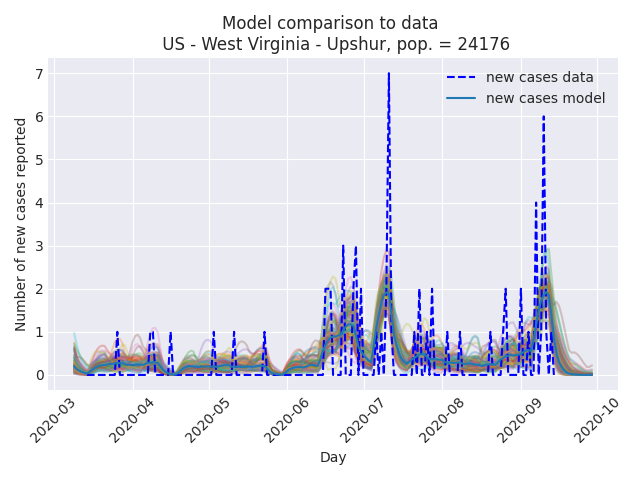 Model comparison to data
US - West Virginia - Upshur, pop. = 24176
new cases data
new cases model
Number of new cases reported
7
6
5
4
3
2
1
0
2020-03
2020-04
2020-05
2020-06
2020-07
2020-08
2020-09
2020-10
Day